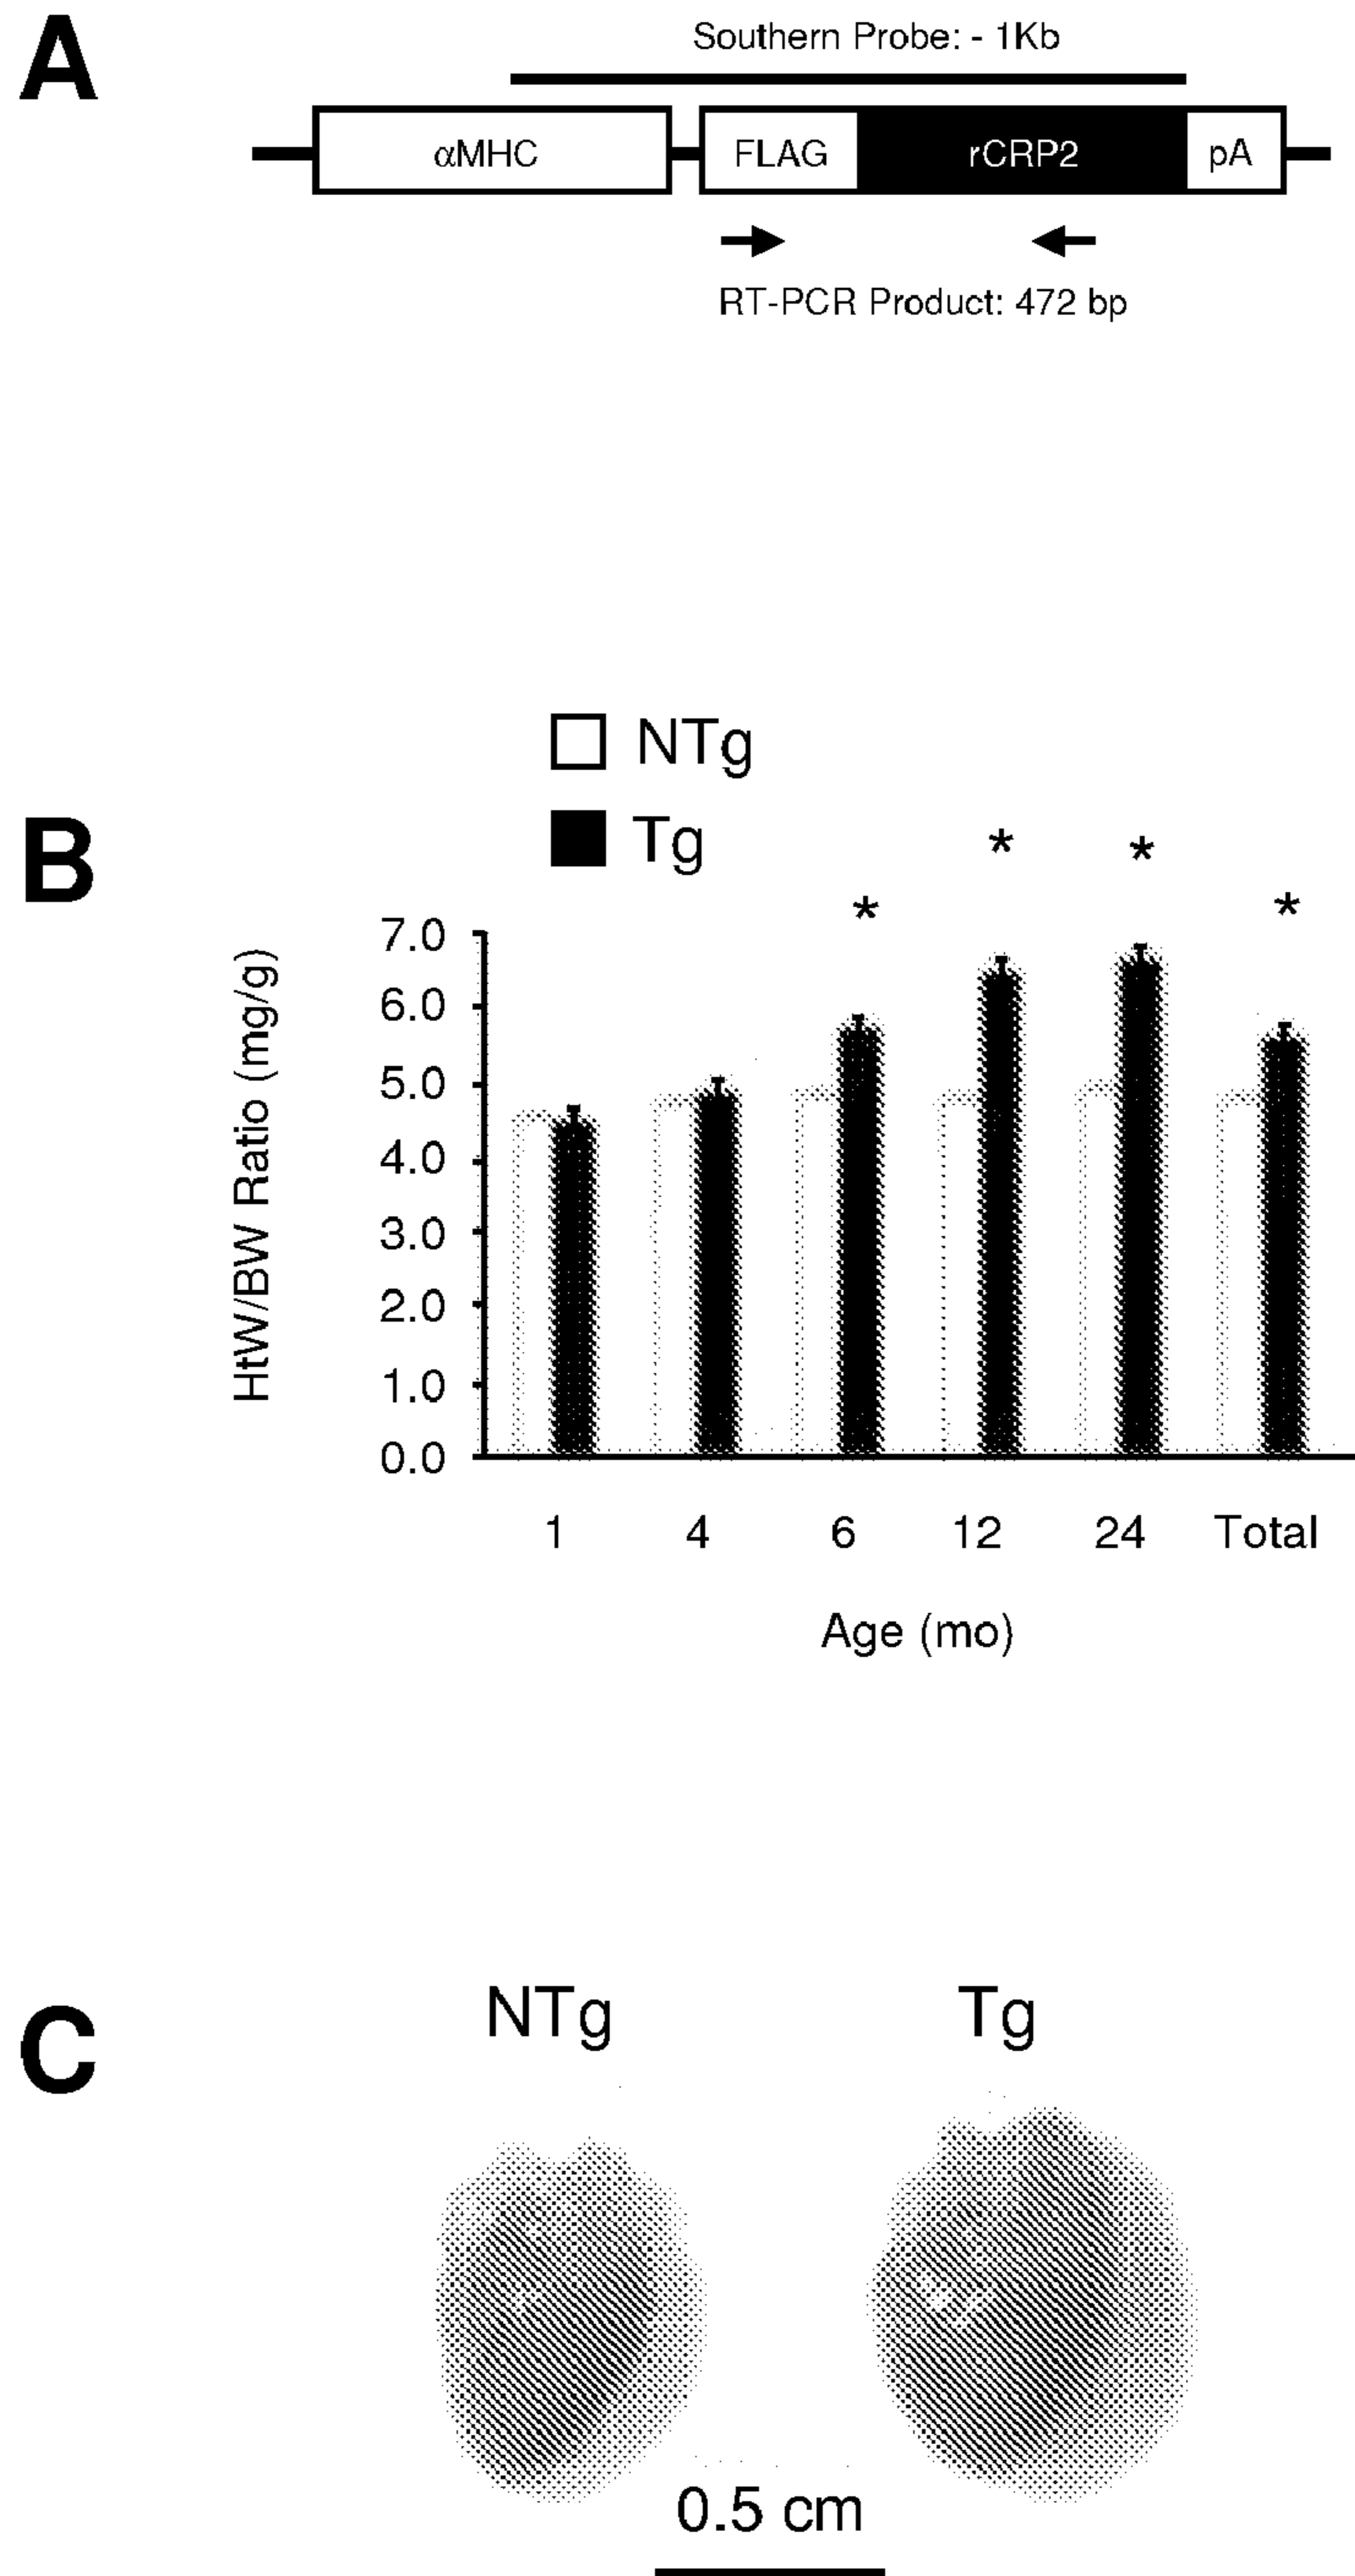 A
Southern Probe: - 1Kb
αMHC FLAG rCRP2 pA
RT-PCR Product: 472 bp
B
NTg
Tg
* * * *
HtW/BW Ratio (mg/g)
7.0
6.0
5.0
4.0
3.0
2.0
1.0
0.0
1 4 6 12 24 Total
Age (mo)
C
NTg Tg
0.5 cm